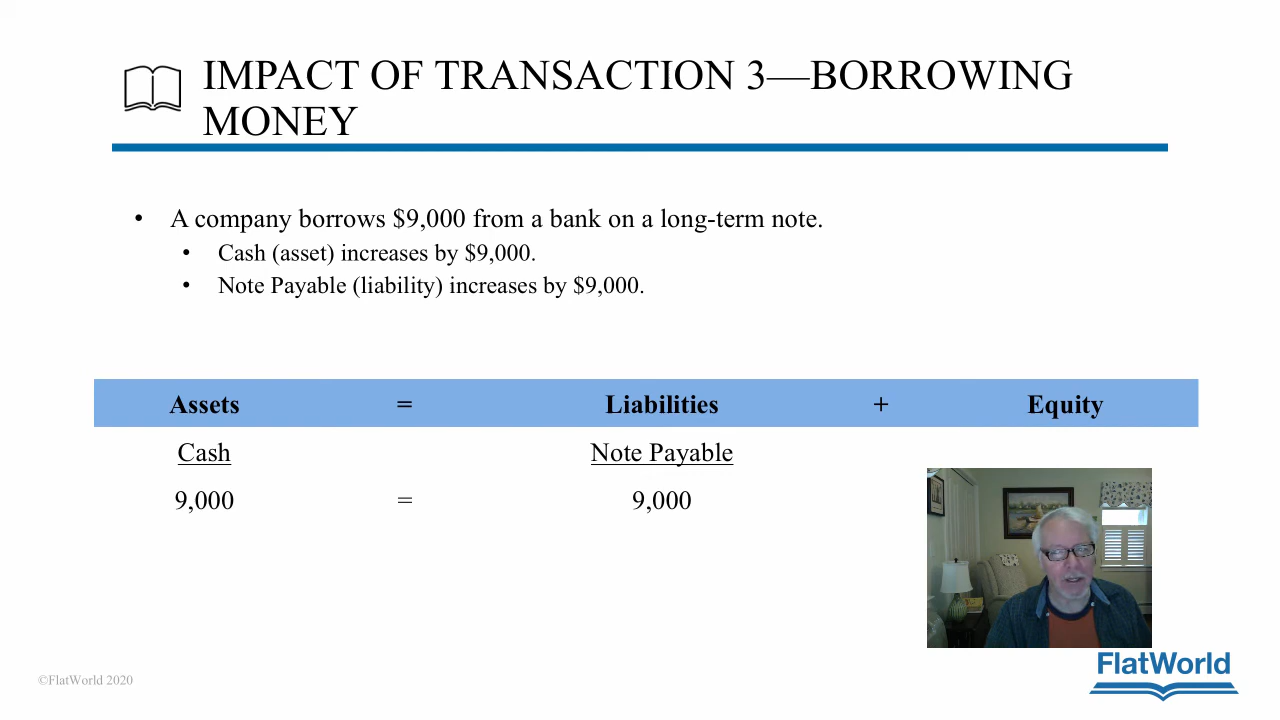 IMPACT OF TRANSACTION 3—BORROWING
MONEY
• A company borrows $9,000 from a bank on a long-term note.
• Cash (asset) increases by $9,000.
• Note Payable (liability) increases by $9,000.
Assets = Liabilities + Equity
Cash Note Payable
9,000 = 9,000
FlatWorld
©FlatWorld 2020